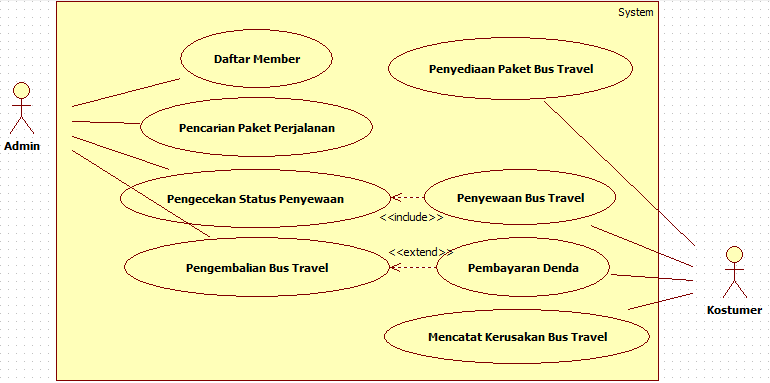 System
Daftar Member
Penyediaan Paket Bus Travel
Admin
Pencarian Paket Perjalanan
Pengecekan Status Penyewaan
Penyewaan Bus Travel
<<include>>
<<extend>>
Pengembalian Bus Travel
Pembayaran Denda
Kostumer
Mencatat Kerusakan Bus Travel